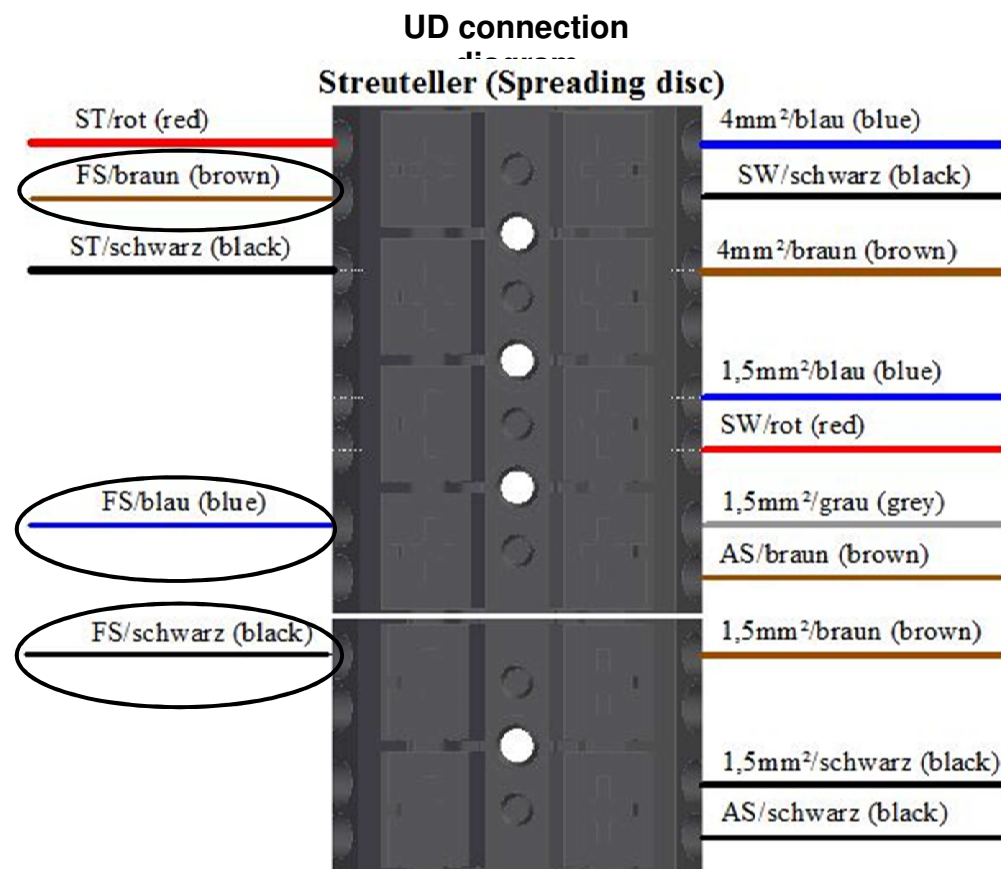 UD connection
diagram
Streuteller (Spreading disc)
ST/rot (red)
FS/braun (brown)
ST/schwarz (black)
FS/blau (blue)
FS/schwarz (black)
4mm²/blau (blue)
SW/schwarz (black)
4mm²/braun (brown)
1,5mm²/blau (blue)
SW/rot (red)
1,5mm²/grau (grey)
AS/braun (brown)
1,5mm²/braun (brown)
1,5mm²/schwarz (black)
AS/schwarz (black)